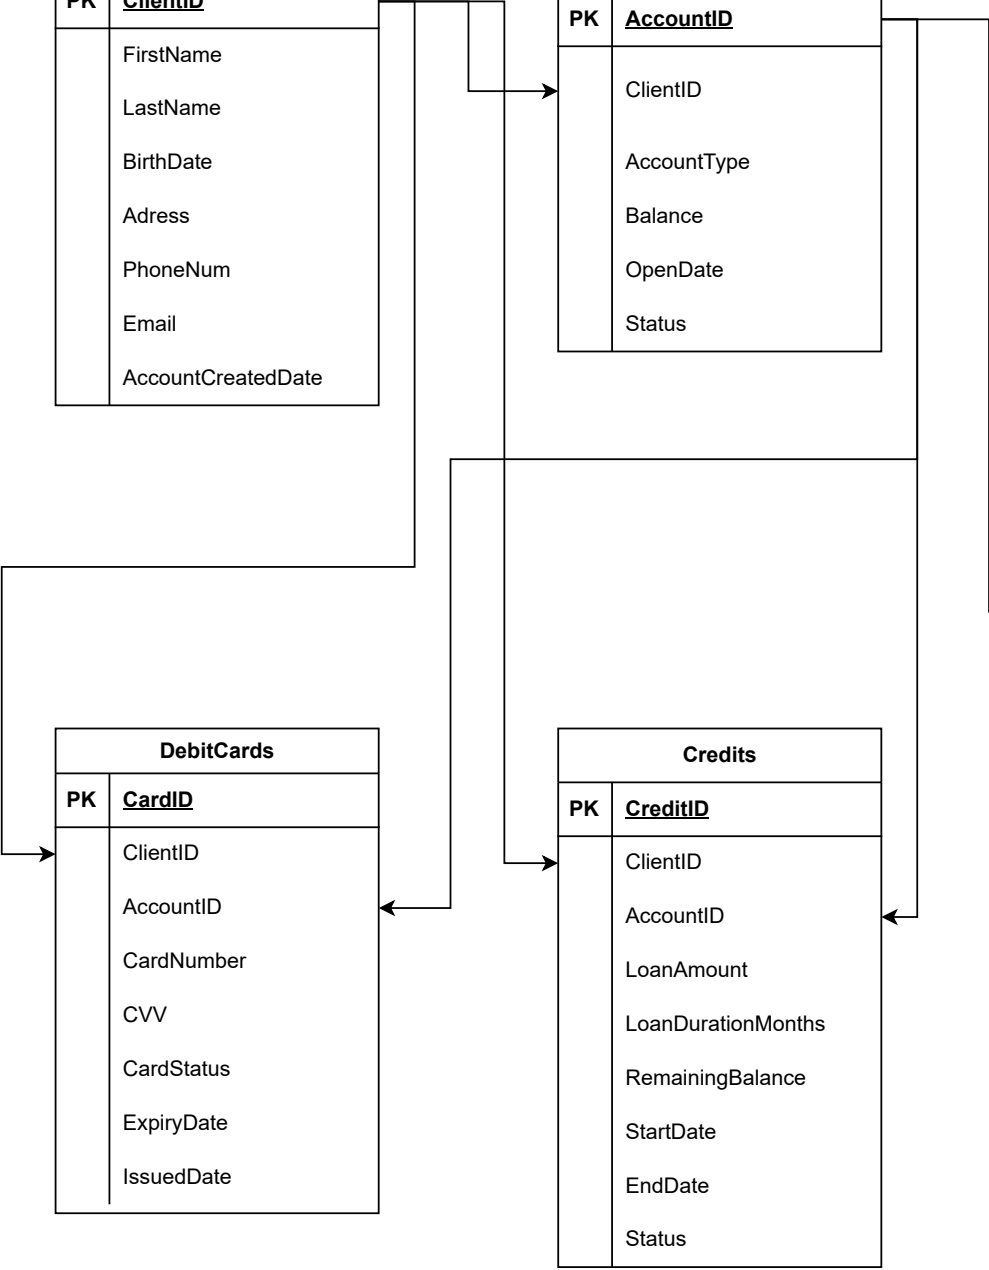 PK ClientID
FirstName
LastName
BirthDate
Adress
PhoneNum
Email
AccountCreatedDate
PK AccountID
ClientID
AccountType
Balance
OpenDate
Status
DebitCards
PK CardID
ClientID
AccountID
CardNumber
CVV
CardStatus
ExpiryDate
IssuedDate
Credits
PK CreditID
ClientID
AccountID
LoanAmount
LoanDurationMonths
RemainingBalance
StartDate
EndDate
Status